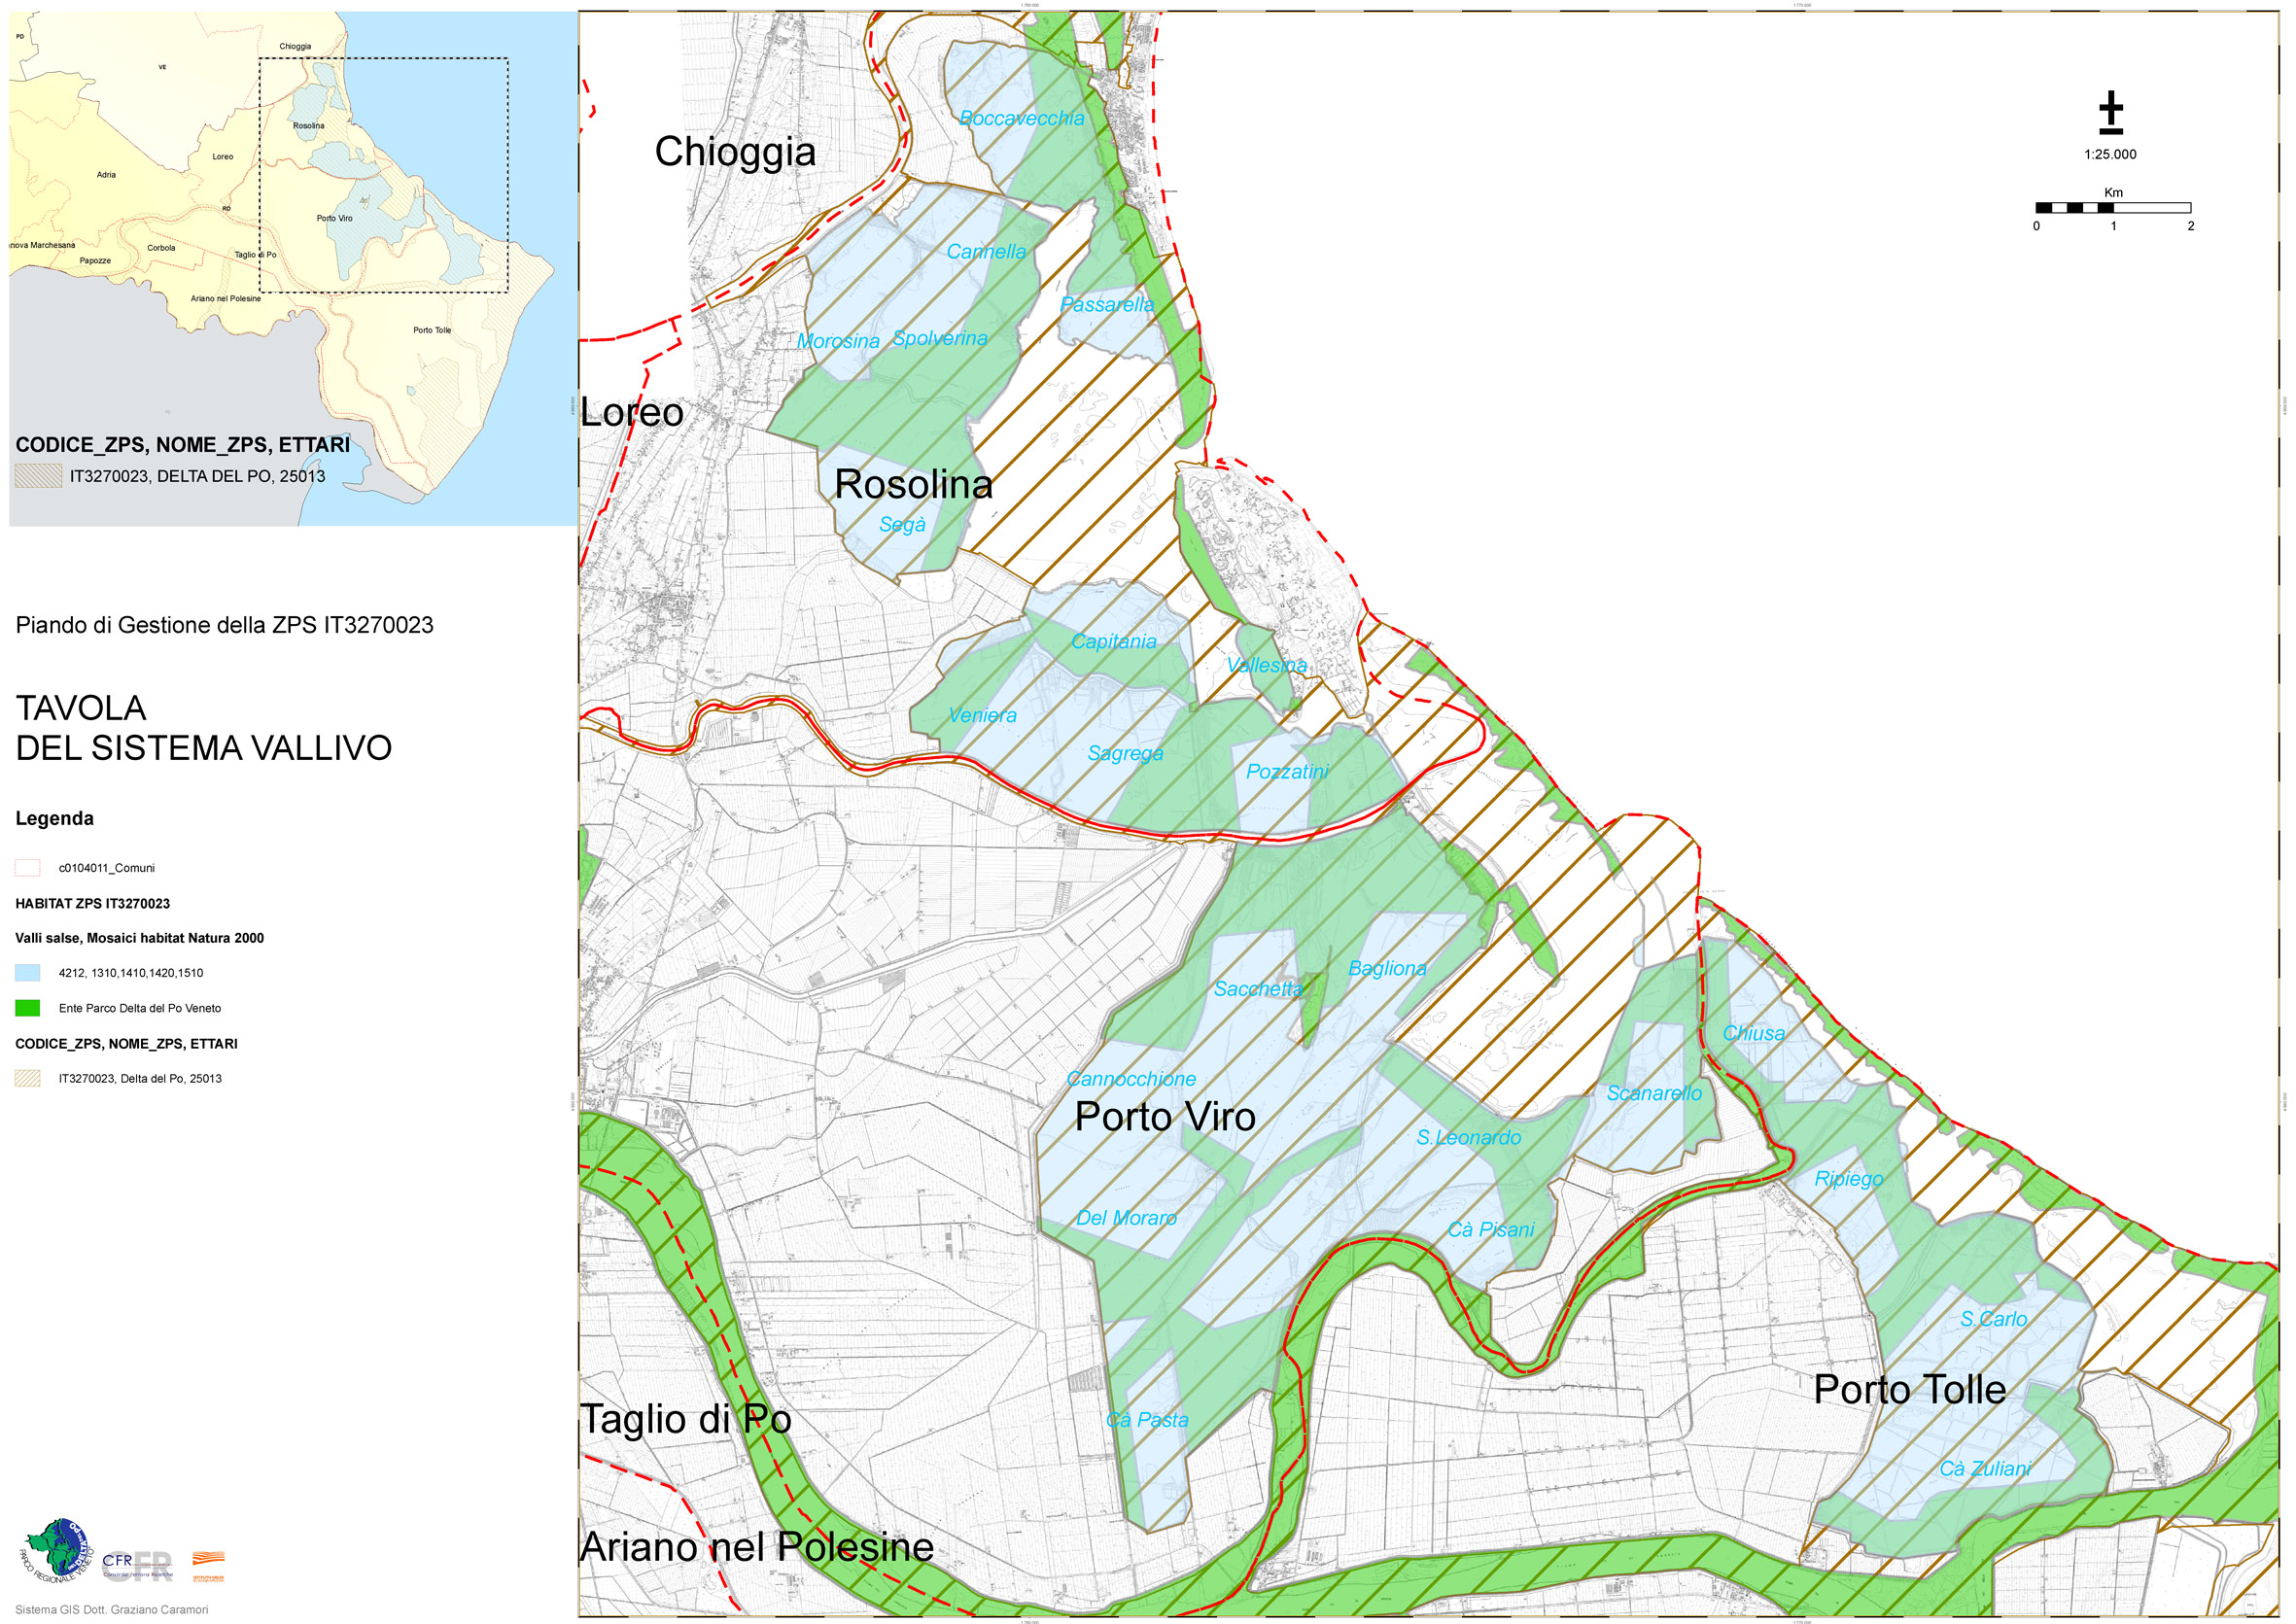 PD
VE
Chioggia
Rosolina
Loreo
Adria
RO
Porto Viro
Corbola
Taglio di Po
nova Marchesana
Papozze
Ariano nel Polesine
Porto Tolle
CODICE_ZPS, NOME_ZPS, ETTARI
IT3270023, DELTA DEL PO, 25013
Piando di Gestione della ZPS IT3270023
TAVOLA
DEL SISTEMA VALLIVO
Legenda
c0104011_Comuni
HABITAT ZPS IT3270023
Valli salse, Mosaici habitat Natura 2000
4212, 1310,1410,1420,1510
Ente Parco Delta del Po Veneto
CODICE_ZPS, NOME_ZPS, ETTARI
IT3270023, Delta del Po, 25013
CFR
Sistema GIS Dott. Graziano Caramori
1:25.000
Km
0 1 2
Chioggia
Boccavecchia
Cannella
Passarella
Morosina
Spolverina
Loreo
Rosolina
Segà
Capitania
Vallesina
Veniera
Sagrega
Pozzatini
Bagliona
Sacchetta
Chiusa
Cannocchione
Scanarello
Porto Viro
S.Leonardo
Ripiego
Del Moraro
Cà Pisani
S.Carlo
Porto Tolle
Taglio di Po
Cà Pasta
Cà Zuliani
Ariano nel Polesine